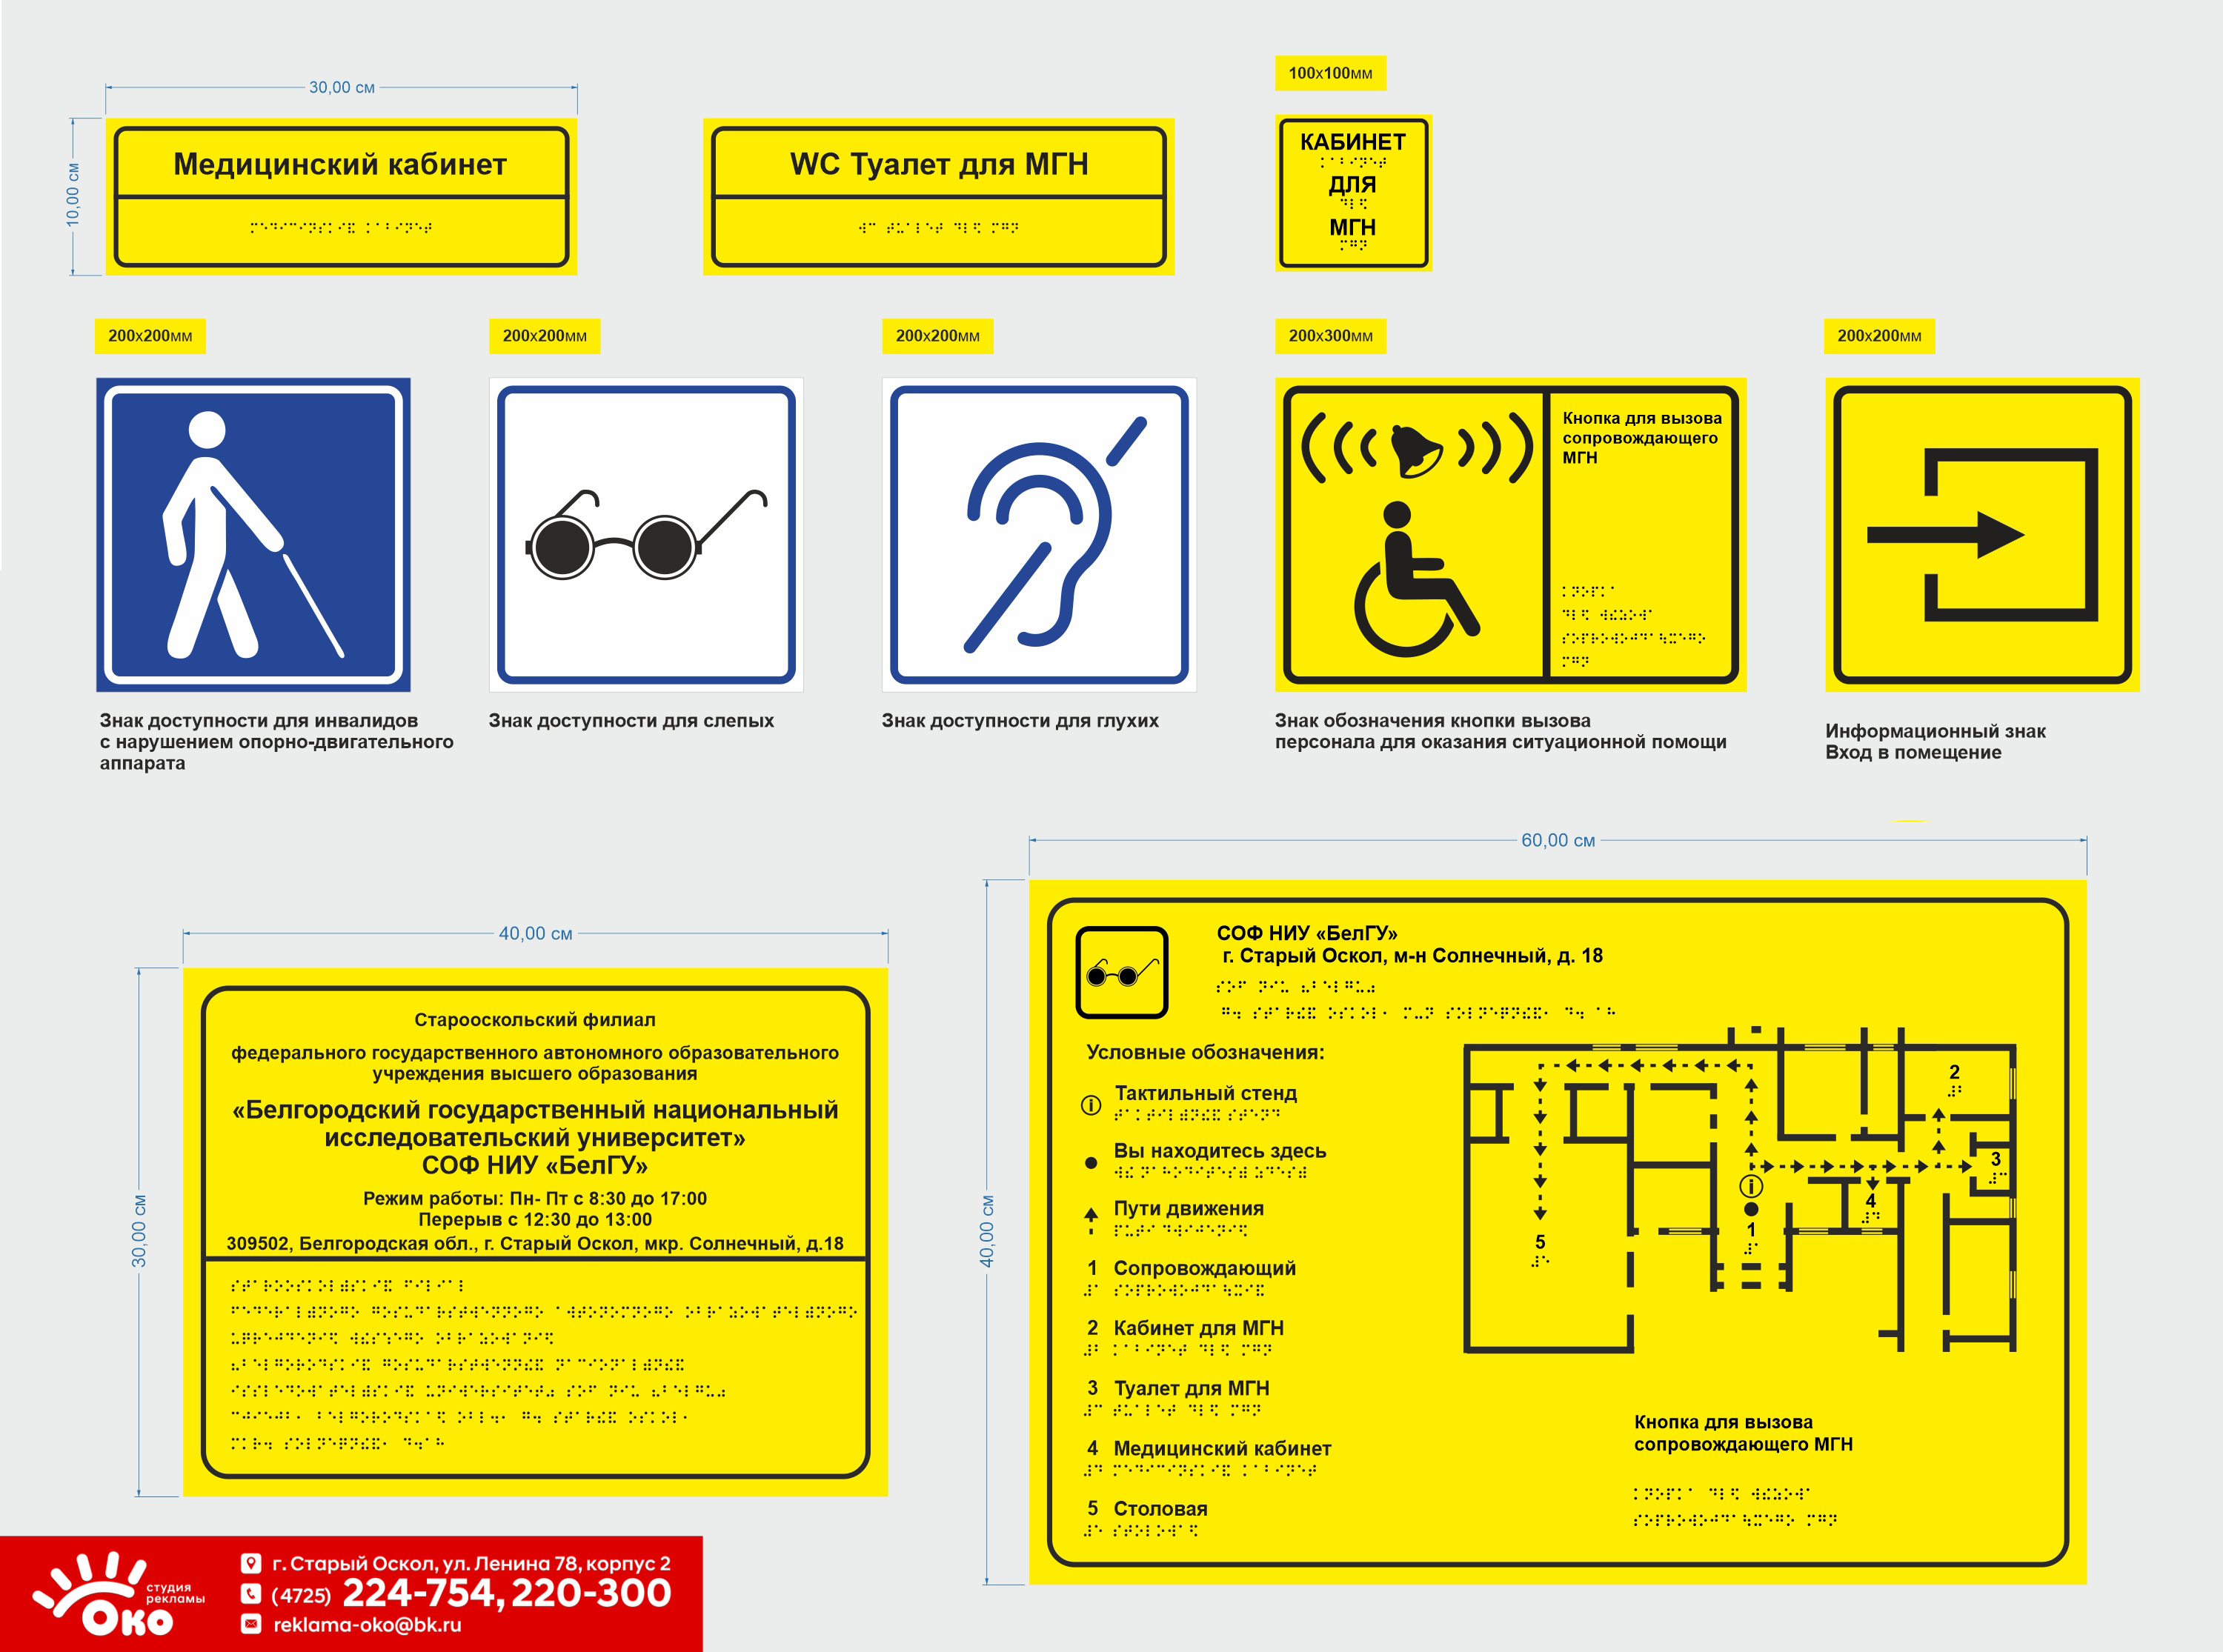 30,00 см
10,00 см
Медицинский кабинет
WC Туалет для МГН
100х100мм
КАБИНЕТ
ДЛЯ
МГН
200х200мм
200х200мм
200х200мм
200х300мм
200х200мм
Кнопка для вызова
сопровождающего
МГН
Знак доступности для инвалидов
с нарушением опорно-двигательного
аппарата
Знак доступности для слепых
Знак доступности для глухих
Знак обозначения кнопки вызова
персонала для оказания ситуационной помощи
Информационный знак
Вход в помещение
40,00 см
30,00 см
Старооскольский филиал
федерального государственного автономного образовательного
учреждения высшего образования
«Белгородский государственный национальный
исследовательский университет»
СОФ НИУ «БелГУ»
Режим работы: Пн- Пт с 8:30 до 17:00
Перерыв с 12:30 до 13:00
309502, Белгородская обл., г. Старый Оскол, мкр. Солнечный, д.18
60,00 см
40,00 см
СОФ НИУ «БелГУ»
г. Старый Оскол, м-н Солнечный, д. 18
Условные обозначения:
i Тактильный стенд
Вы находитесь здесь
Пути движения
1 Сопровождающий
2 Кабинет для МГН
3 Туалет для МГН
4 Медицинский кабинет
5 Столовая
2
3
4
i
1
5
Кнопка для вызова
сопровождающего МГН
студия
рекламы
Око
г. Старый Оскол, ул. Ленина 78, корпус 2
(4725) 224-754, 220-300
reklama-oko@bk.ru